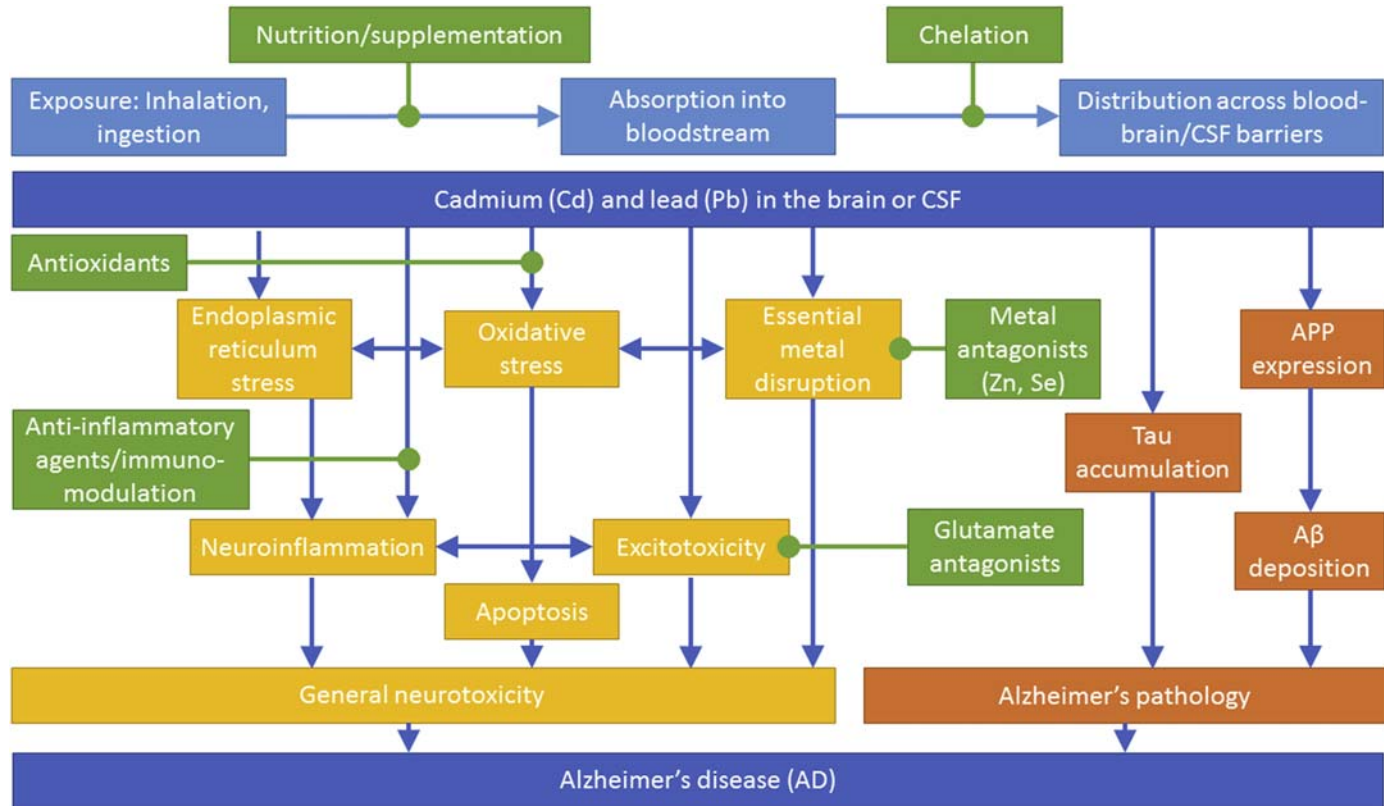 Nutrition/supplementation
Chelation
Exposure: Inhalation,
ingestion
Absorption into
bloodstream
Distribution across blood-
brain/CSF barriers
Cadmium (Cd) and lead (Pb) in the brain or CSF
Antioxidants
Endoplasmic
reticulum
stress
Oxidative
stress
Essential
metal
disruption
Metal
antagonists
(Zn, Se)
APP
expression
Anti-inflammatory
agents/immuno-
modulation
Tau
accumulation
Neuroinflammation
Excitotoxicity
Glutamate
antagonists
Aβ
deposition
Apoptosis
General neurotoxicity
Alzheimer’s pathology
Alzheimer’s disease (AD)